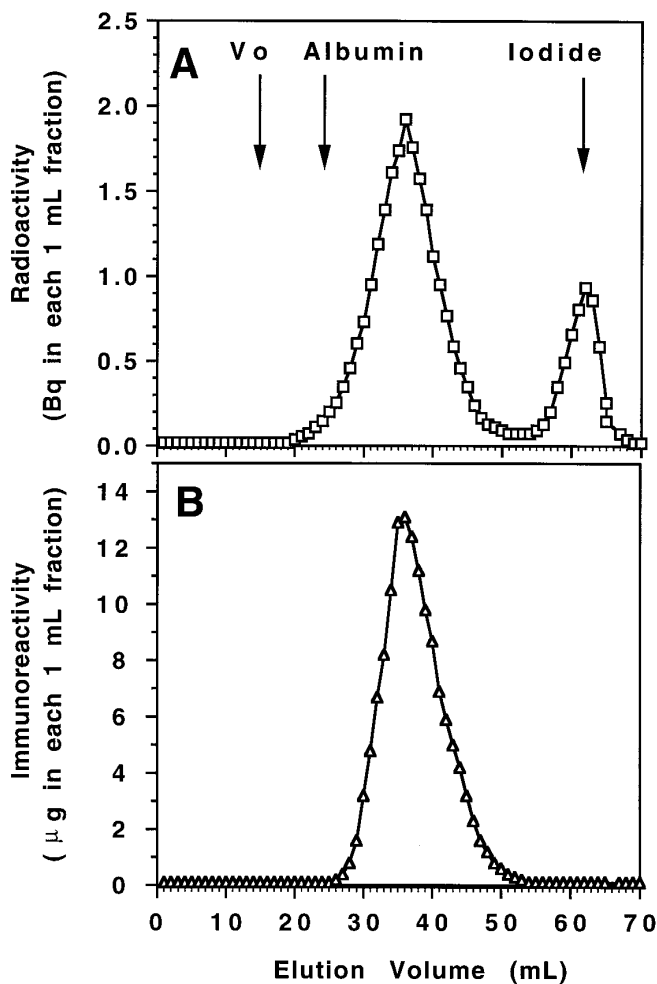 A
Vo Albumin Iodide
Radioactivity
(Bq in each 1 mL fraction)
2.5
2.0
1.5
1.0
0.5
0.0
B
Immunoreactivity
( μg in each 1 mL fraction)
14
12
10
8
6
4
2
0
0 10 20 30 40 50 60 70
Elution Volume (mL)